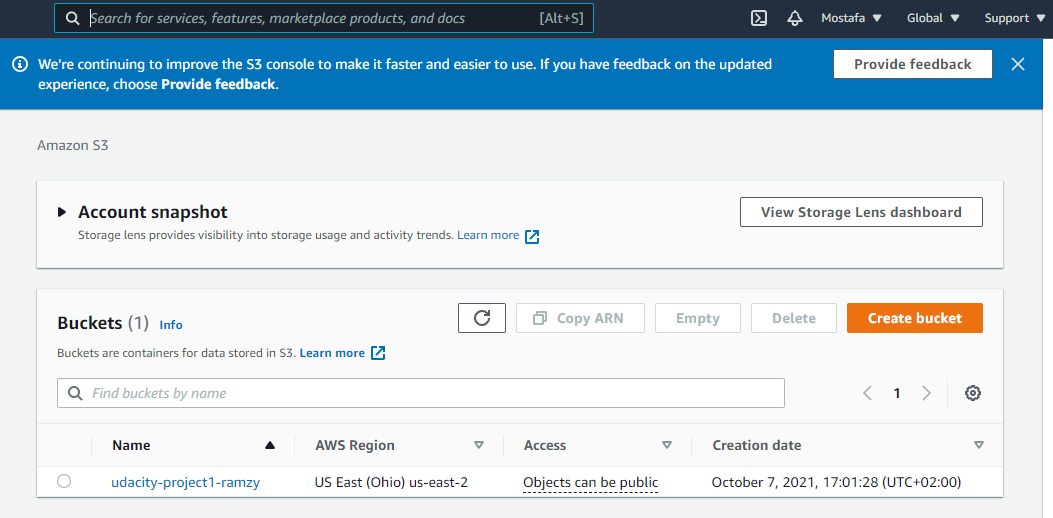 Search for services, features, marketplace products, and docs [Alt+S] Mostafa Global Support
We're continuing to improve the S3 console to make it faster and easier to use. If you have feedback on the updated
experience, choose Provide feedback.
Provide feedback
Amazon S3
Account snapshot
View Storage Lens dashboard
Storage lens provides visibility into storage usage and activity trends. Learn more
Buckets (1) Info
Copy ARN Empty Delete Create bucket
Buckets are containers for data stored in S3. Learn more
Find buckets by name
1
Name AWS Region Access Creation date
udacity-project1-ramzy US East (Ohio) us-east-2 Objects can be public October 7, 2021, 17:01:28 (UTC+02:00)